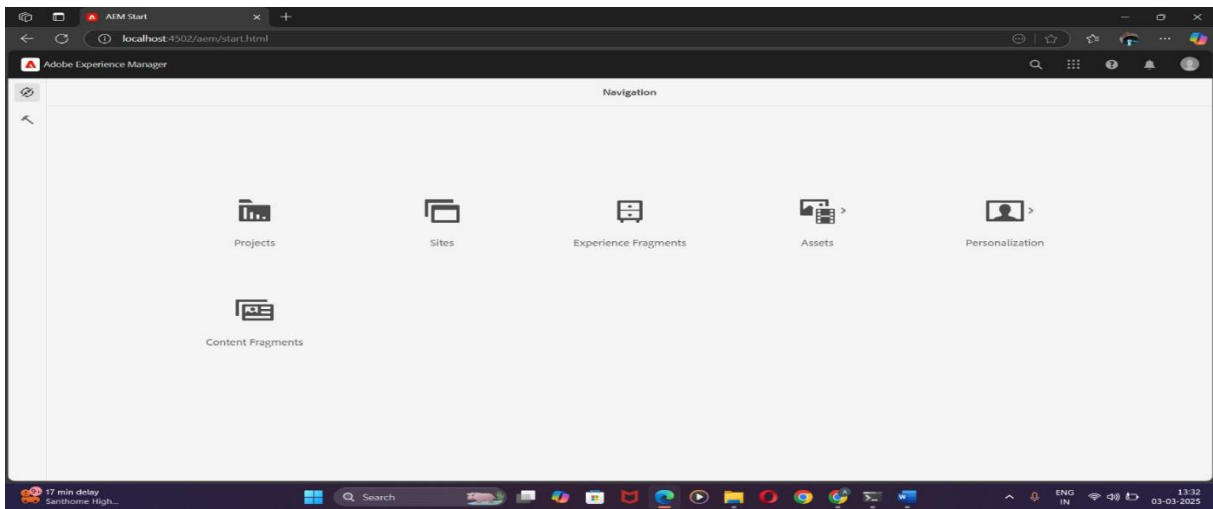 AEM Start
localhost:4502/aem/start.html
Adobe Experience Manager
Navigation
Projects
Sites
Experience Fragments
Assets
Personalization
Content Fragments
17 min delay
Santhome High...
Search
ENG
IN
13:32
03-03-2025